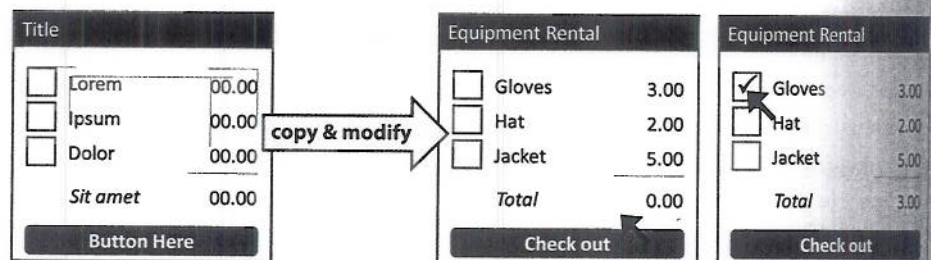 Title
Lorem 00.00
Ipsum 00.00
Dolor 00.00
Sit amet 00.00
Button Here
copy & modify
Equipment Rental
Gloves 3.00
Hat 2.00
Jacket 5.00
Total 0.00
Check out
Equipment Rental
Gloves 3.00
Hat 2.00
Jacket 5.00
Total 3.00
Check out